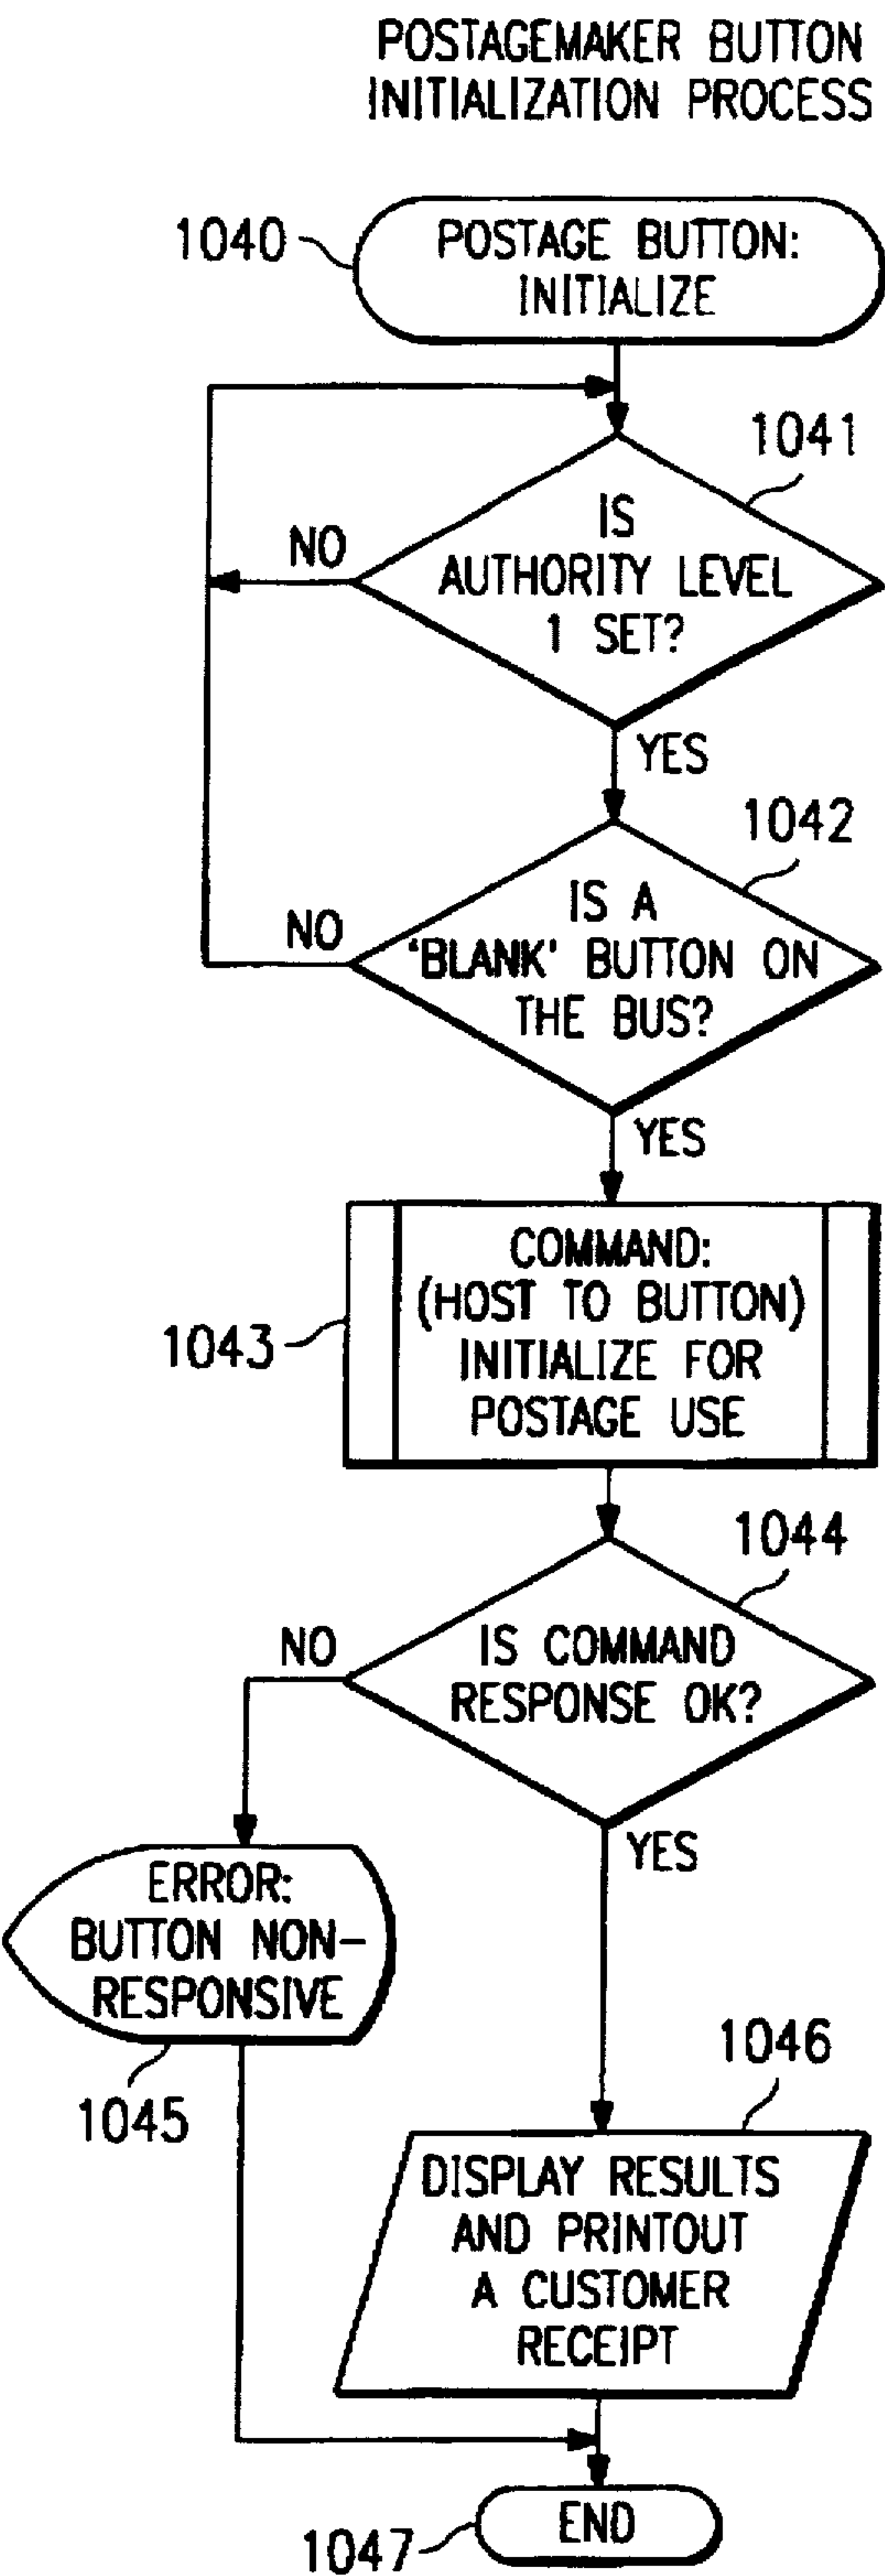 POSTAGEMAKER BUTTON
INITIALIZATION PROCESS
1040
POSTAGE BUTTON:
INITIALIZE
1041
IS
AUTHORITY LEVEL
1 SET?
NO
YES
1042
IS A
'BLANK' BUTTON ON
THE BUS?
NO
YES
1043
COMMAND:
(HOST TO BUTTON)
INITIALIZE FOR
POSTAGE USE
1044
IS COMMAND
RESPONSE OK?
NO
YES
ERROR:
BUTTON NON-
RESPONSIVE
1045
1046
DISPLAY RESULTS
AND PRINTOUT
A CUSTOMER
RECEIPT
END
1047